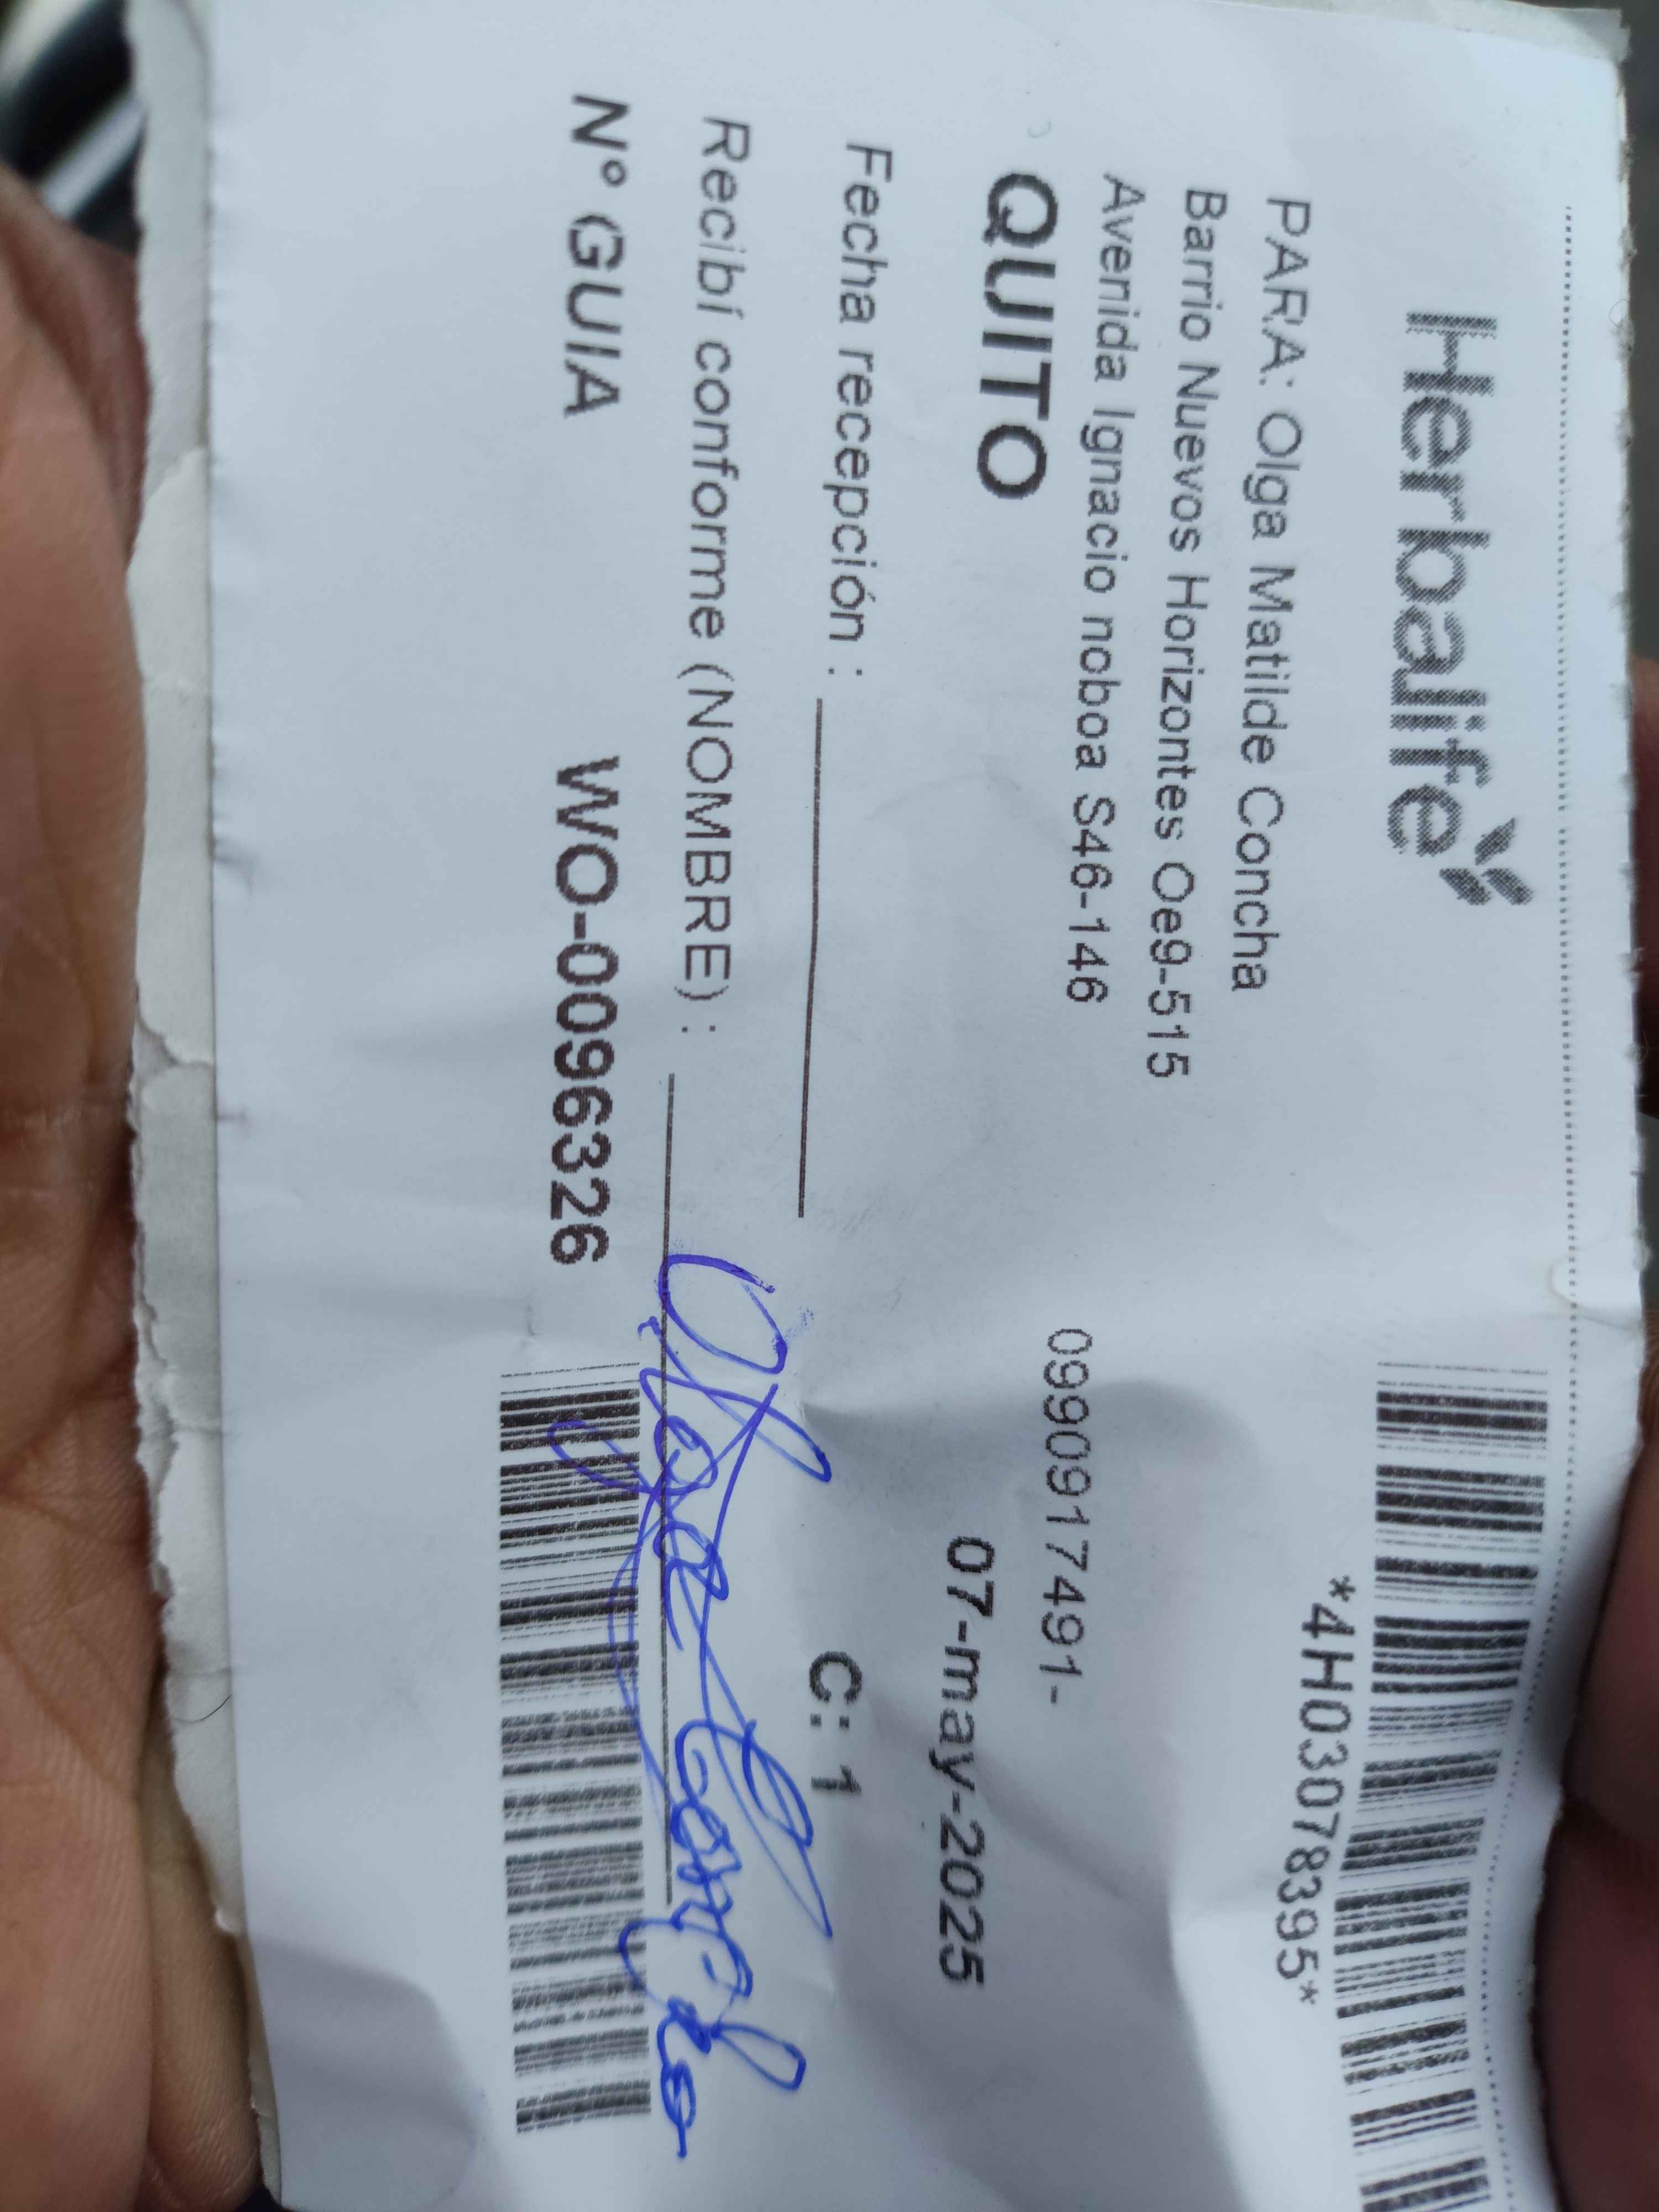 Herbalife
*4H03078395*
PARA: Olga Matilde Concha
Barrio Nuevos Horizontes Oe9-515
Avenida Ignacio noboa S46-146
0990917491-
QUITO
07-may-2025
Fecha recepción :
C: 1
Recibí conforme (NOMBRE) :
N° GUIA WO-0096326